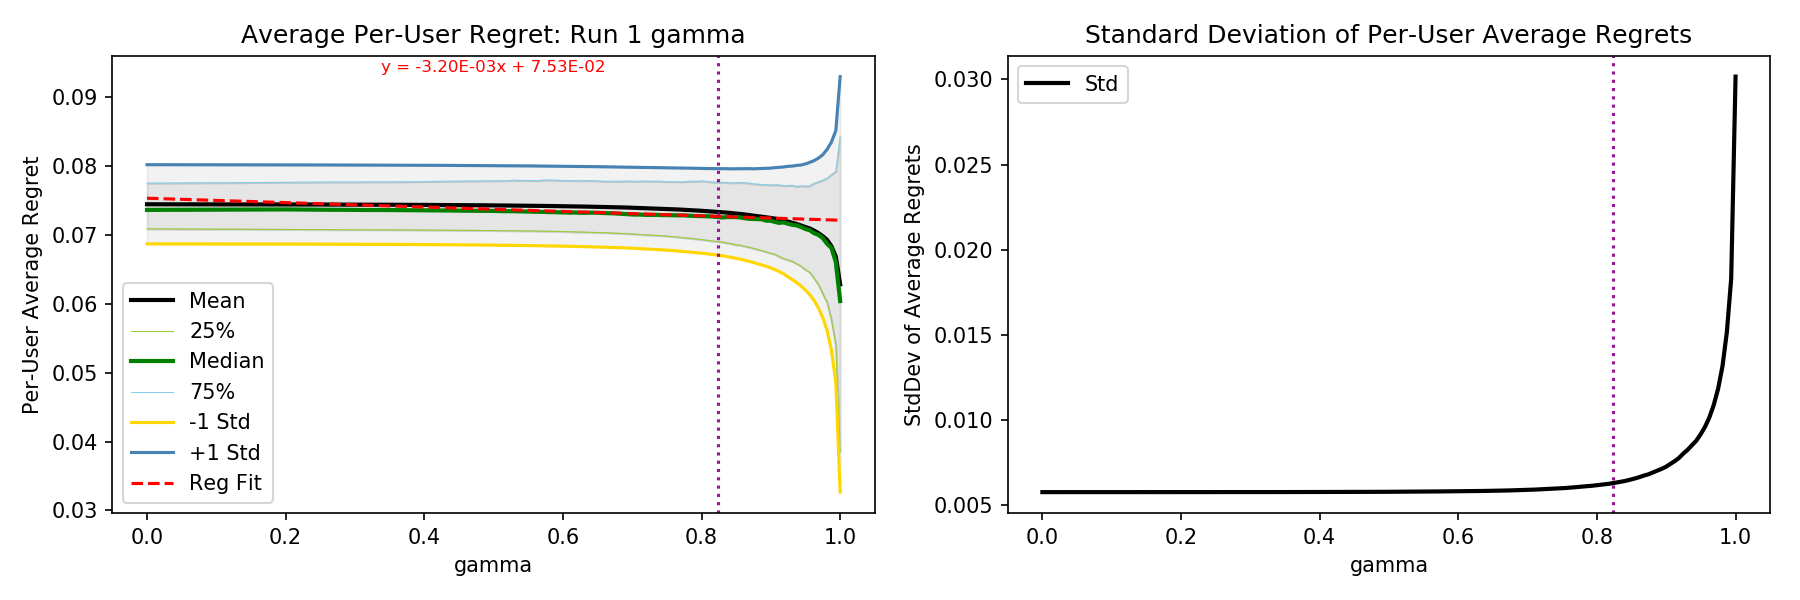 Average Per-User Regret: Run 1 gamma
y = -3.20E-03x + 7.53E-02
Per-User Average Regret
0.09
0.08
0.07
0.06
0.05
0.04
0.03
Mean
25%
Median
75%
-1 Std
+1 Std
Reg Fit
0.0 0.2 0.4 0.6 0.8 1.0
gamma
Standard Deviation of Per-User Average Regrets
Std
StdDev of Average Regrets
0.030
0.025
0.020
0.015
0.010
0.005
0.0 0.2 0.4 0.6 0.8 1.0
gamma